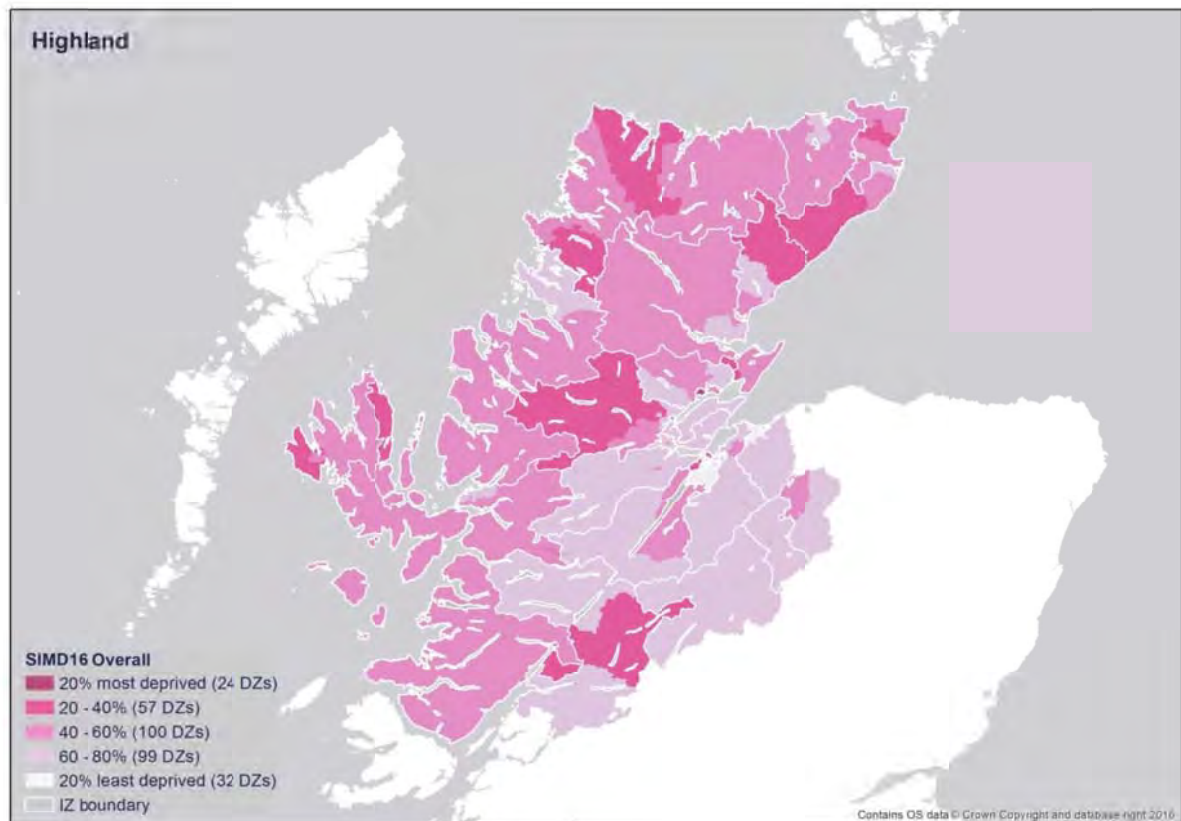 Highland
SIMD16 Overall
20% most deprived (24 DZs)
20 - 40% (57 DZs)
40 - 60% (100 DZs)
60 - 80% (99 DZs)
20% least deprived (32 DZs)
IZ boundary
Contains OS data © Crown Copyright and database right 2016